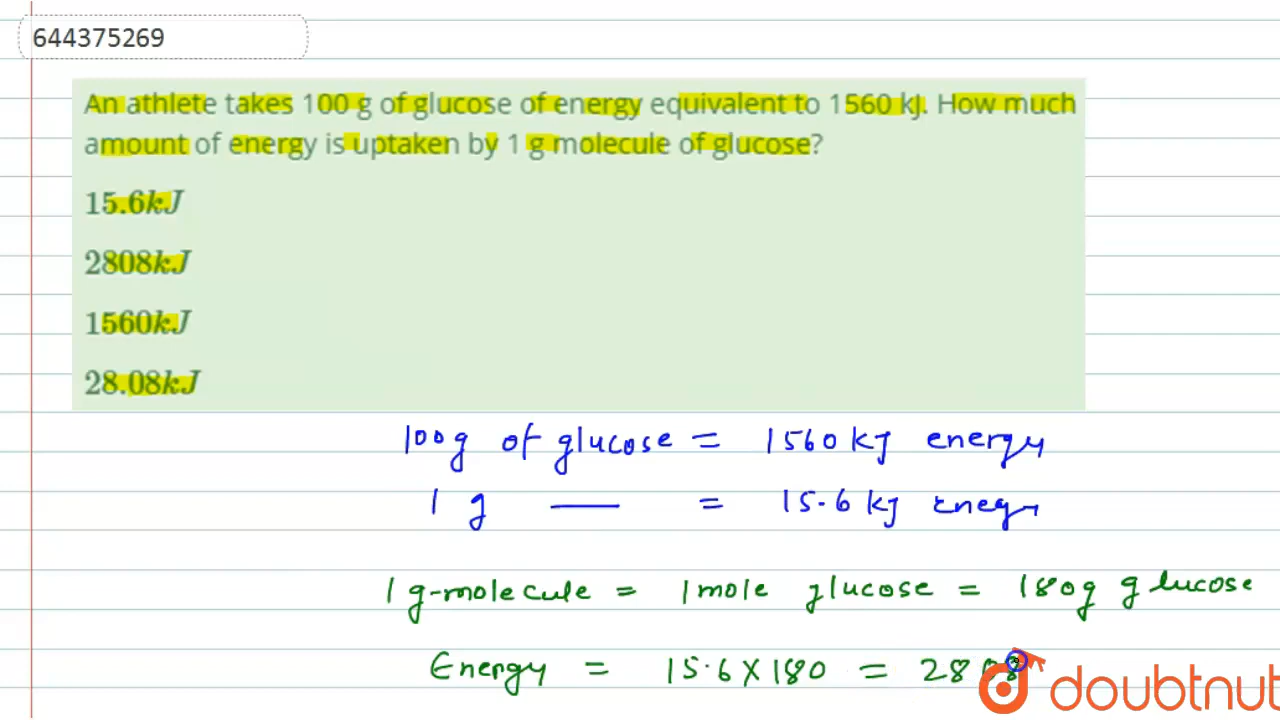 644375269
An athlete takes 100 g of glucose of energy equivalent to 1560 kJ. How much
amount of energy is uptaken by 1 g molecule of glucose?
15.6kJ
2808kJ
1560kJ
28.08kJ
100g of glucose = 1560 kJ energy
1 g — = 15.6 kJ Energy
1 g-molecule = 1 mole glucose = 180g glucose
Energy = 15.6 X 180 = 2808
doubtnut